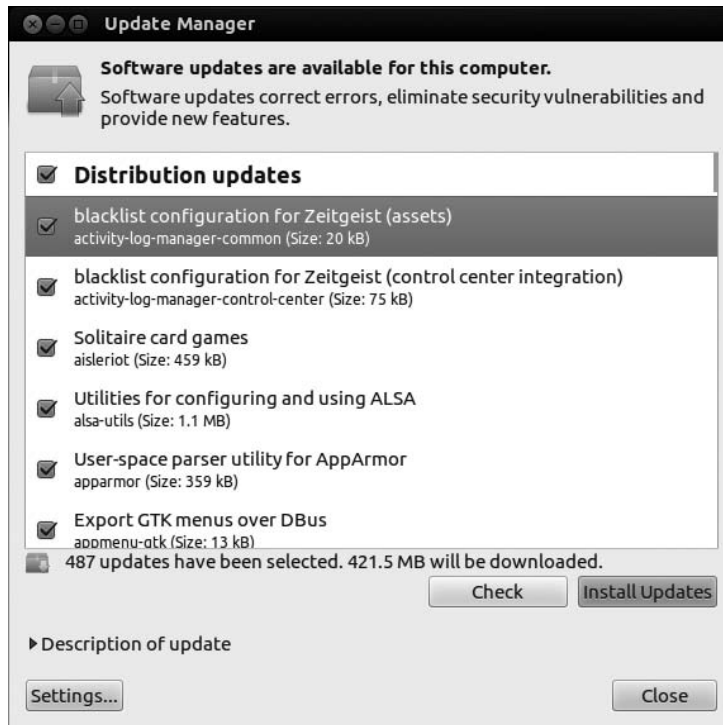 Update Manager
Software updates are available for this computer.
Software updates correct errors, eliminate security vulnerabilities and
provide new features.
Distribution updates
blacklist configuration for Zeitgeist (assets)
activity-log-manager-common (Size: 20 kB)
blacklist configuration for Zeitgeist (control center integration)
activity-log-manager-control-center (Size: 75 kB)
Solitaire card games
aisleriot (Size: 459 kB)
Utilities for configuring and using ALSA
alsa-utils (Size: 1.1 MB)
User-space parser utility for AppArmor
apparmor (Size: 359 kB)
Export GTK menus over DBus
appmenu-gtk (Size: 13 kB)
487 updates have been selected. 421.5 MB will be downloaded.
Check
Install Updates
Description of update
Settings...
Close